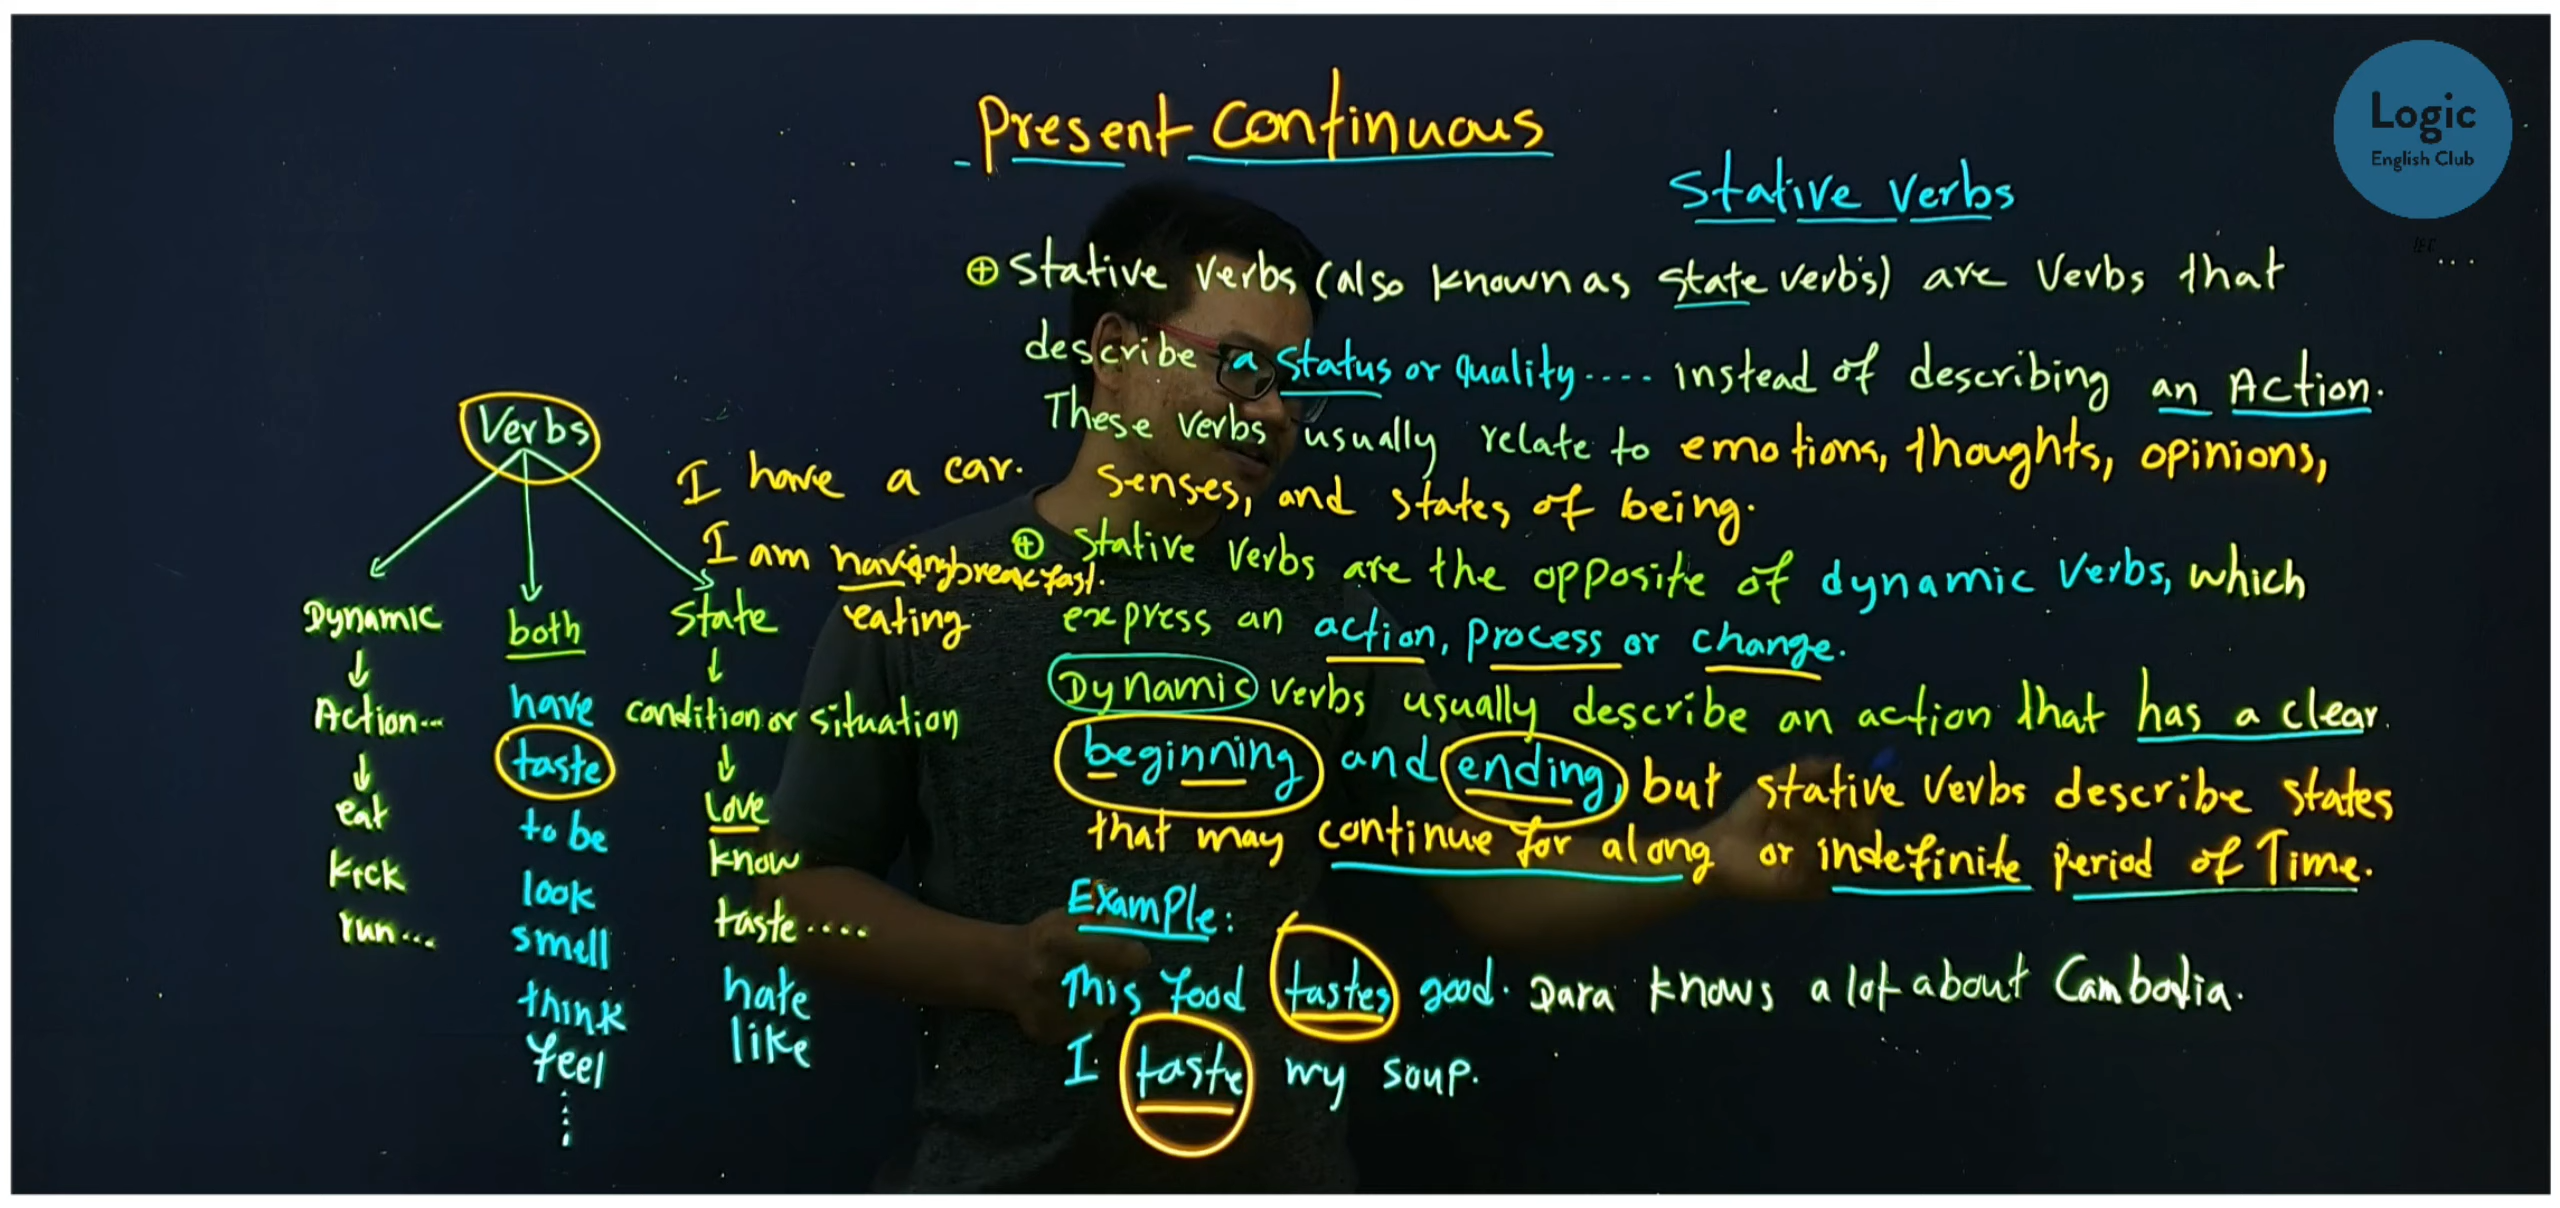 Present Continuous
Logic
English Club
Stative Verbs
⊕ Stative Verbs (also known as state verbs) are Verbs that
describe a status or quality.... instead of describing an Action.
These verbs usually relate to emotions, thoughts, opinions,
senses, and states of being.
⊕ Stative Verbs are the opposite of dynamic Verbs, which
express an action, process or change.
Dynamic verbs usually describe an action that has a clear.
beginning and ending, but stative Verbs describe states
that may continue for along or indefinite period of Time.
Example:
This food tastes good. Dara knows a lot about Cambodia.
I taste my soup.
I have a car.
I am having breakfast.
eating
Verbs
Dynamic
Action...
eat
kick
run...
both
have
taste
to be
look
smell
think
feel
State
condition or situation
Love
know
taste....
hate
like